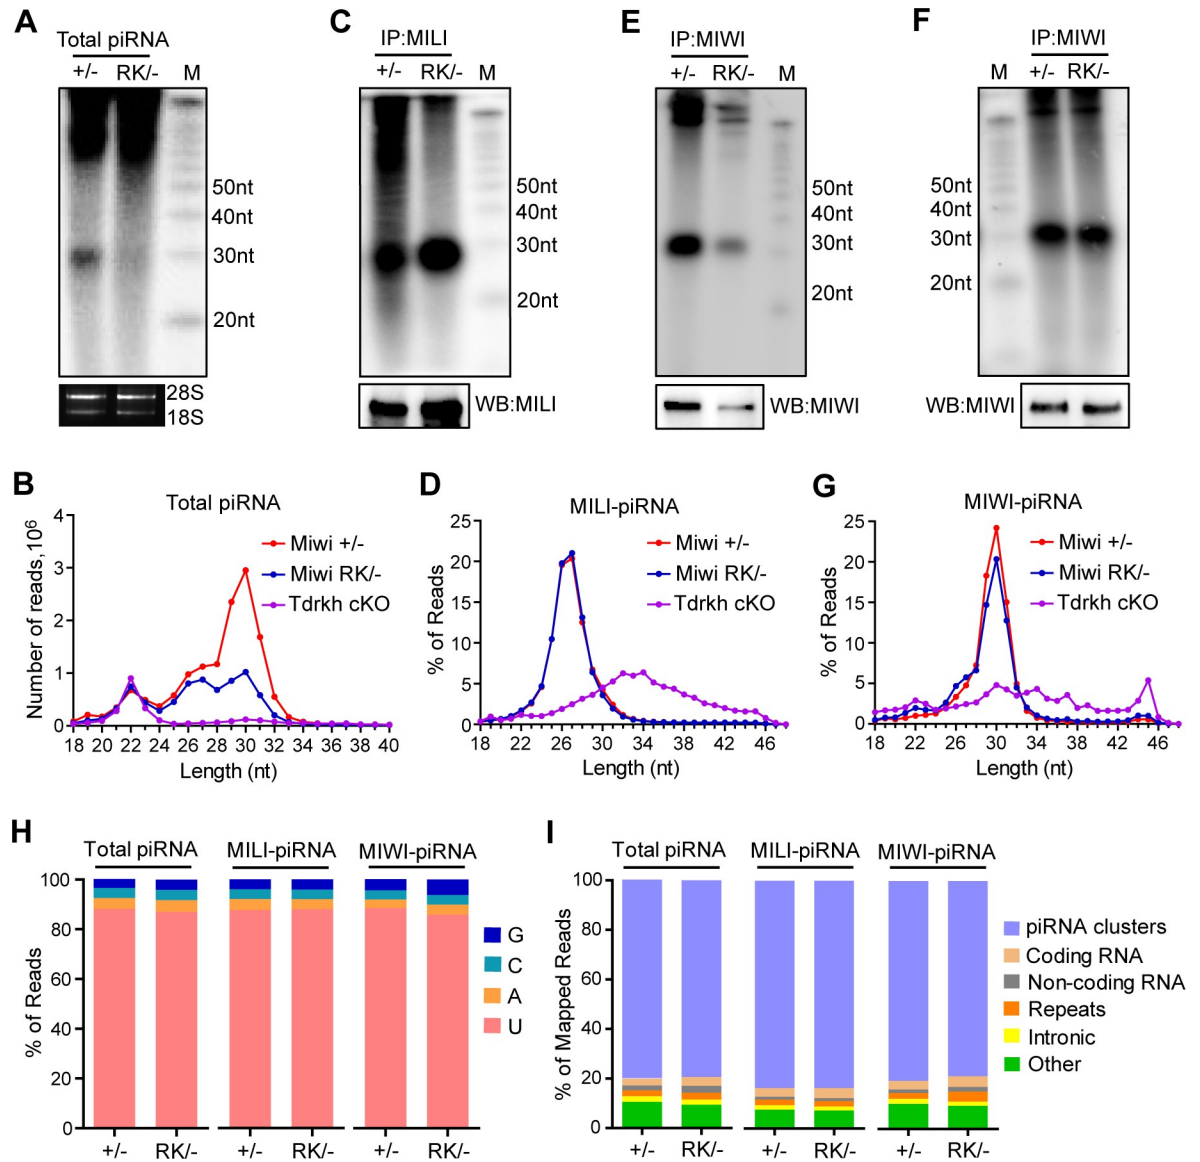 A
Total piRNA
+/- RK/- M
50nt
40nt
30nt
20nt
28S
18S
C
IP:MILI
+/- RK/- M
50nt
40nt
30nt
20nt
WB:MILI
E
IP:MIWI
+/- RK/- M
50nt
40nt
30nt
20nt
WB:MIWI
F
IP:MIWI
M +/- RK/-
50nt
40nt
30nt
20nt
WB:MIWI
B
Total piRNA
Number of reads,10⁶
4
3
2
1
0
Miwi +/-
Miwi RK/-
Tdrkh cKO
18 20 22 24 26 28 30 32 34 36 38 40
Length (nt)
D
MILI-piRNA
% of Reads
25
20
15
10
5
0
Miwi +/-
Miwi RK/-
Tdrkh cKO
18 22 26 30 34 38 42 46
Length (nt)
G
MIWI-piRNA
% of Reads
25
20
15
10
5
0
Miwi +/-
Miwi RK/-
Tdrkh cKO
18 22 26 30 34 38 42 46
Length (nt)
H
Total piRNA MILI-piRNA MIWI-piRNA
% of Reads
100
80
60
40
20
0
+/- RK/- +/- RK/- +/- RK/-
G
C
A
U
I
Total piRNA MILI-piRNA MIWI-piRNA
% of Mapped Reads
100
80
60
40
20
0
+/- RK/- +/- RK/- +/- RK/-
piRNA clusters
Coding RNA
Non-coding RNA
Repeats
Intronic
Other